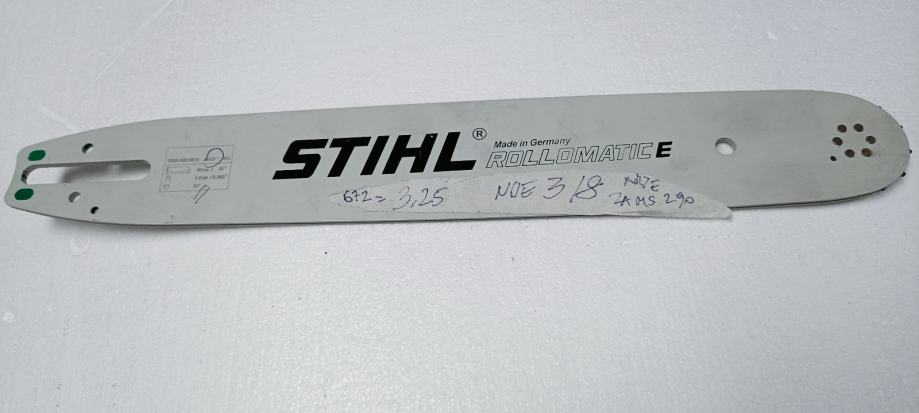 STIHL®
Made in Germany
ROLLOMATIC E
672= 3,25 NIJE 3/8 NIJE
ZA MS 290